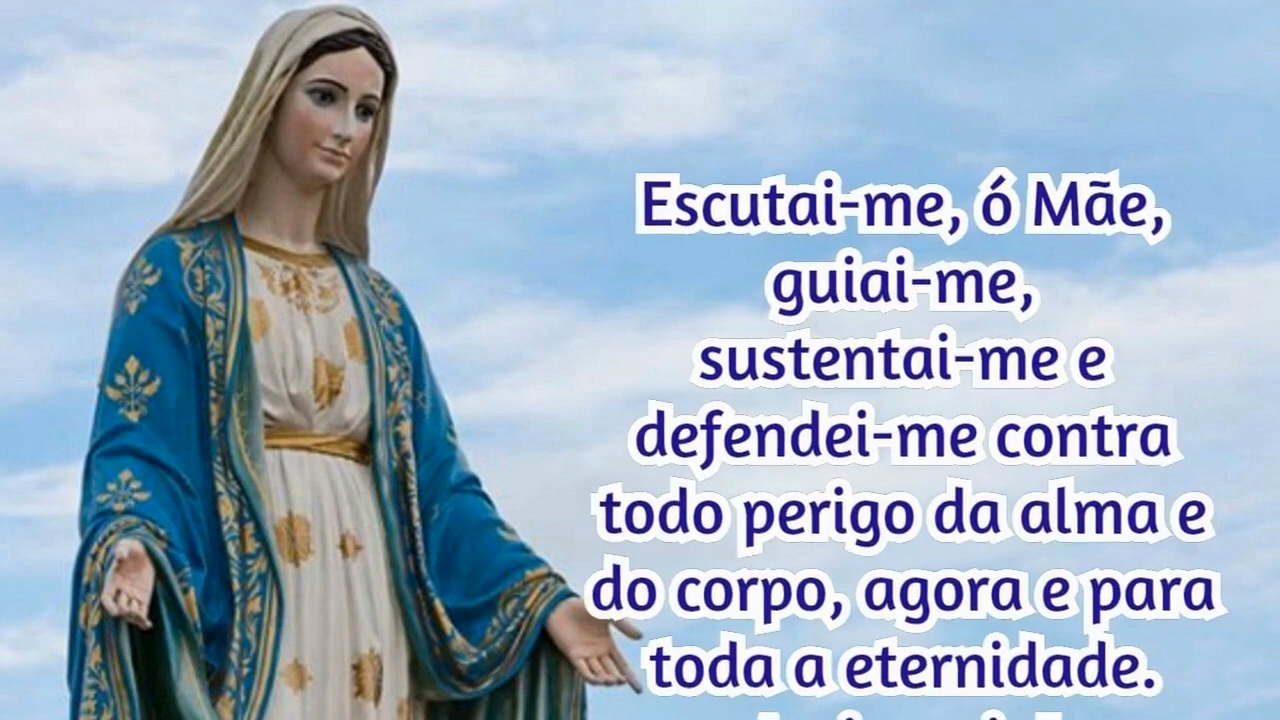 Escutai-me, ó Mãe,
guiai-me,
sustentai-me e
defendei-me contra
todo perigo da alma e
do corpo, agora e para
toda a eternidade.